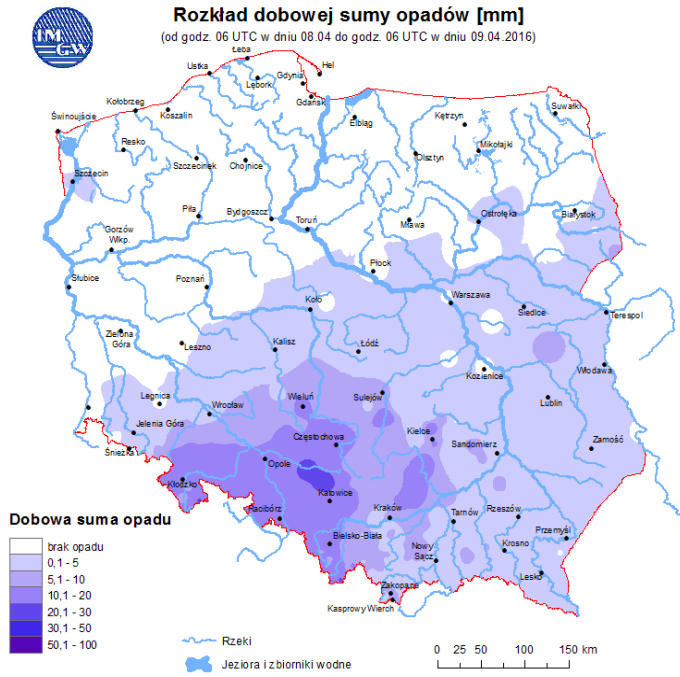 IM
GW
Rozkład dobowej sumy opadów [mm]
(od godz. 06 UTC w dniu 08.04 do godz. 06 UTC w dniu 09.04.2016)
Łeba
Hel
Ustka
Gdynia
Lębork
Gdańsk
Kołobrzeg
Koszalin
Suwałki
Świnoujście
Elbląg
Kętrzyn
Resko
Mikołajki
Szczecinek
Chojnice
Olsztyn
Szczecin
Piła
Bydgoszcz
Toruń
Mława
Ostrołęka
Białystok
Gorzów
Wlkp.
Płock
Słubice
Poznań
Koło
Warszawa
Siedlce
Terespol
Zielona
Góra
Leszno
Kalisz
Łódź
Kozienice
Włodawa
Legnica
Wrocław
Wieluń
Sulejów
Lublin
Jelenia Góra
Częstochowa
Kielce
Sandomierz
Zamość
Śnieżka
Opole
Kłodzko
Katowice
Racibórz
Kraków
Tarnów
Rzeszów
Przemyśl
Bielsko-Biała
Nowy
Sącz
Krosno
Lesko
Zakopane
Kasprowy Wierch
Dobowa suma opadu
brak opadu
0,1 - 5
5,1 - 10
10,1 - 20
20,1 - 30
30,1 - 50
50,1 - 100
Rzeki
Jeziora i zbiorniki wodne
0 25 50 100 150 km